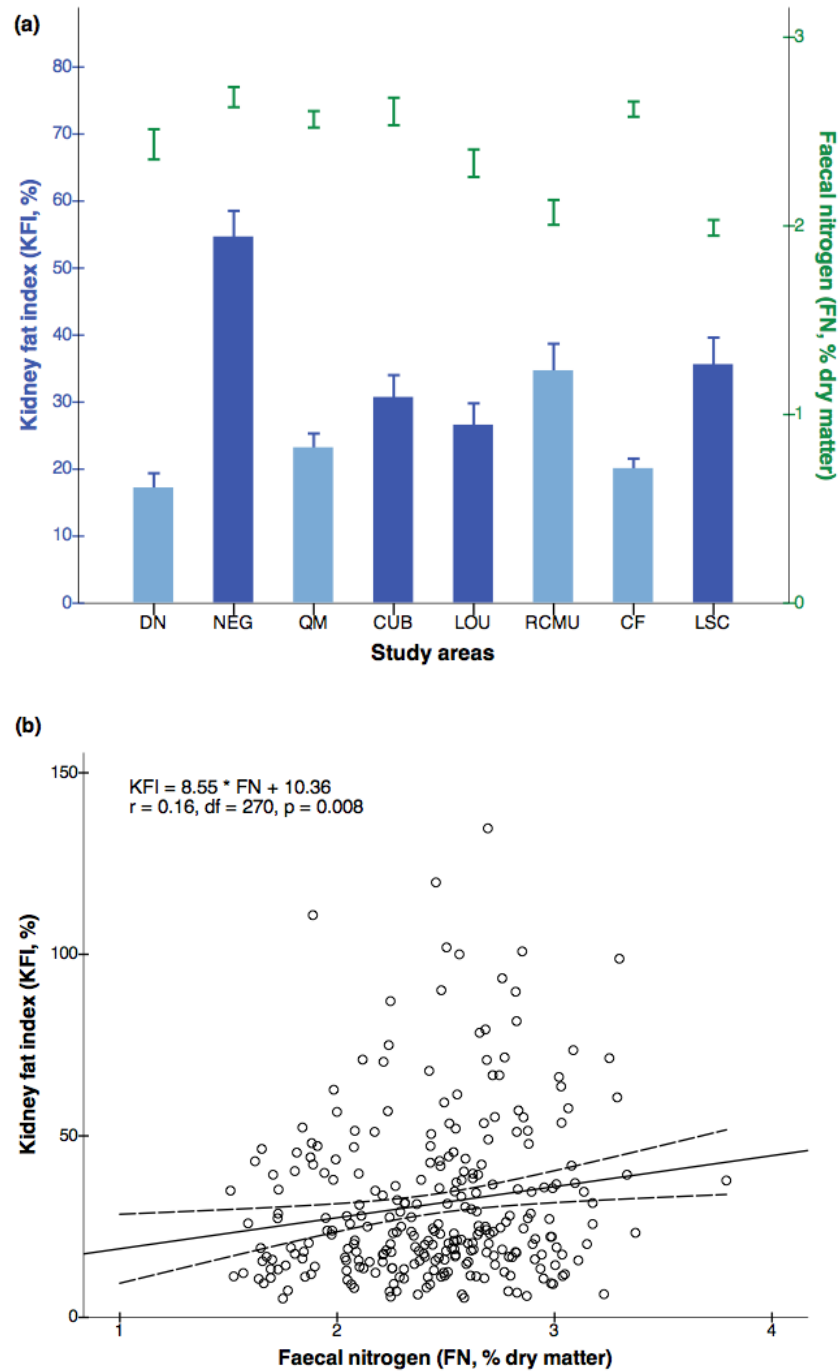 (a)
Kidney fat index (KFI, %)
80
70
60
50
40
30
20
10
0
3
2
1
0
Faecal nitrogen (FN, % dry matter)
DN NEG QM CUB LOU RCMU CF LSC
Study areas
(b)
KFI = 8.55 * FN + 10.36
r = 0.16, df = 270, p = 0.008
Kidney fat index (KFI, %)
150
100
50
0
1 2 3 4
Faecal nitrogen (FN, % dry matter)